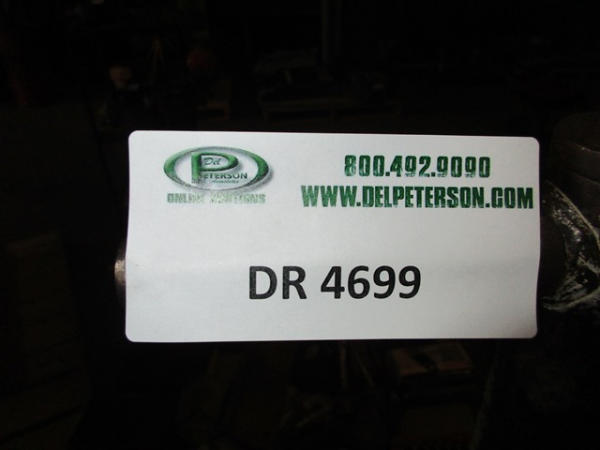 Del
PETERSON
800.492.9090
WWW.DELPETERSON.COM
ONLINE AUCTIONS
DR 4699